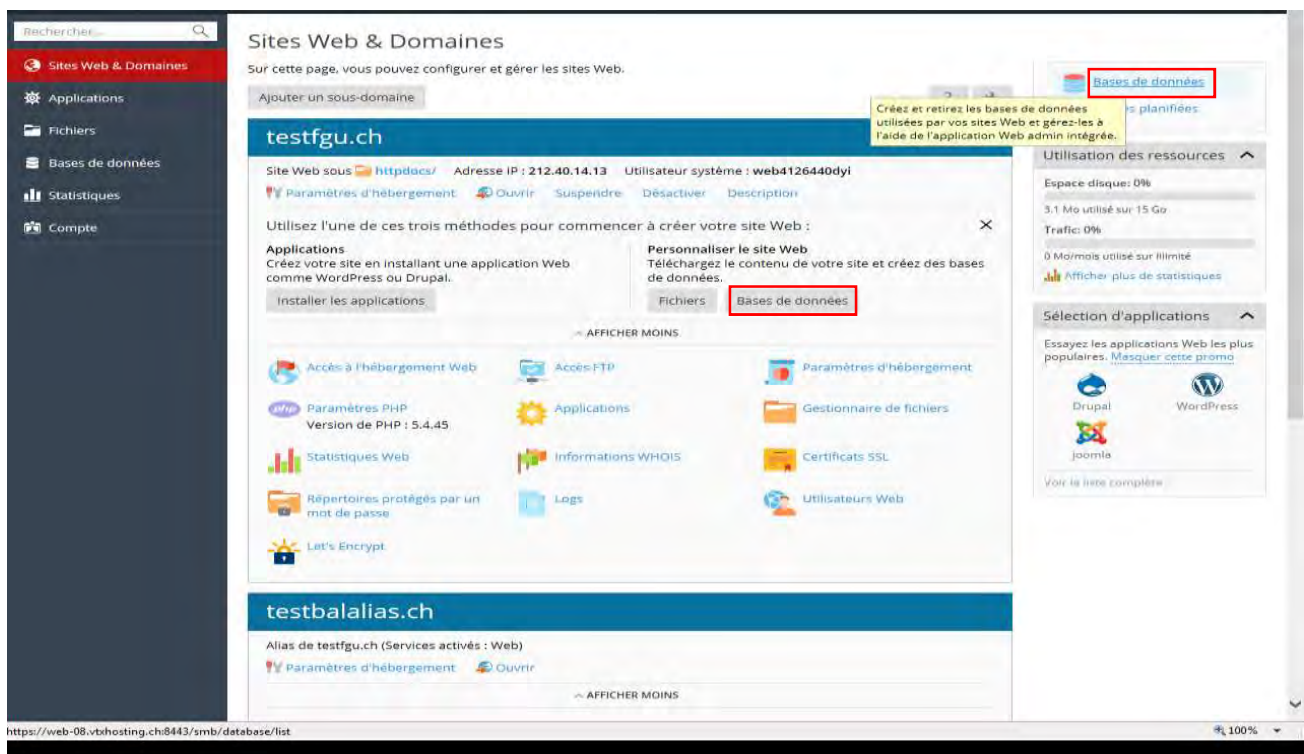 Rechercher...
Sites Web & Domaines
Applications
Fichiers
Bases de données
Statistiques
Compte
Sites Web & Domaines
Sur cette page, vous pouvez configurer et gérer les sites Web.
Ajouter un sous-domaine
testfgu.ch
Site Web sous httpdocs/ Adresse IP : 212.40.14.13 Utilisateur système : web4126440dyi
Paramètres d'hébergement Ouvrir Suspendre Désactiver Description
Utilisez l'une de ces trois méthodes pour commencer à créer votre site Web :
Applications
Créez votre site en installant une application Web
comme WordPress ou Drupal.
Installer les applications
Personnaliser le site Web
Téléchargez le contenu de votre site et créez des bases
de données.
Fichiers Bases de données
AFFICHER MOINS
Accès à l'hébergement Web Accès FTP Paramètres d'hébergement
Paramètres PHP Applications Gestionnaire de fichiers
Version de PHP : 5.4.45
Statistiques Web Informations WHOIS Certificats SSL
Répertoires protégés par un Logs Utilisateurs Web
mot de passe
Let's Encrypt
testbalalias.ch
Alias de testfgu.ch (Services activés : Web)
Paramètres d'hébergement Ouvrir
AFFICHER MOINS
Bases de données
planifiées
Créez et retirez les bases de données
utilisées par vos sites Web et gérez-les à
l'aide de l'application Web admin intégrée.
Utilisation des ressources
Espace disque: 0%
3.1 Mo utilisé sur 15 Go
Trafic: 0%
0 Mo/mois utilisé sur Illimité
Afficher plus de statistiques
Sélection d'applications
Essayez les applications Web les plus
populaires. Masquer cette promo
Drupal WordPress
Joomla
Voir la liste complète
https://web-08.vtxhosting.ch:8443/smb/database/list
100%